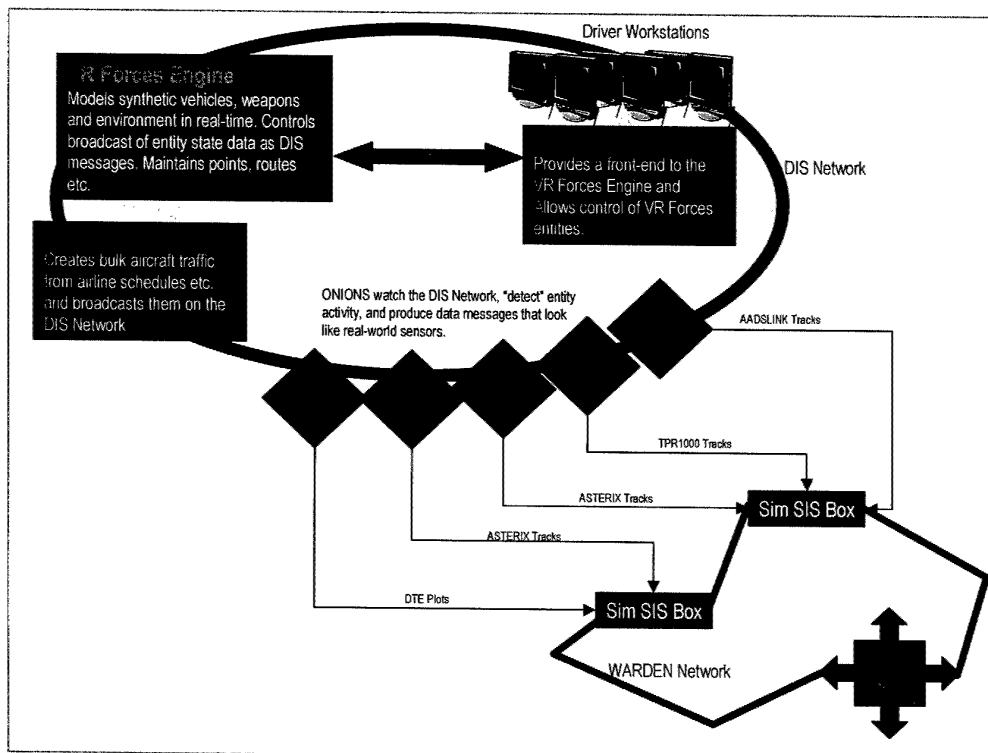 Driver Workstations
R Forces Engine
Models synthetic vehicles, weapons
and environment in real-time. Controls
broadcast of entity state data as DIS
messages. Maintains points, routes
etc.
Provides a front-end to the
VR Forces Engine and
Allows control of VR Forces
entities.
DIS Network
Creates bulk aircraft traffic
from airline schedules etc.
and broadcasts them on the
DIS Network
ONIONS watch the DIS Network, "detect" entity
activity, and produce data messages that look
like real-world sensors.
AADSLINK Tracks
TPR1000 Tracks
ASTERIX Tracks
Sim SIS Box
ASTERIX Tracks
DTE Plots
Sim SIS Box
WARDEN Network